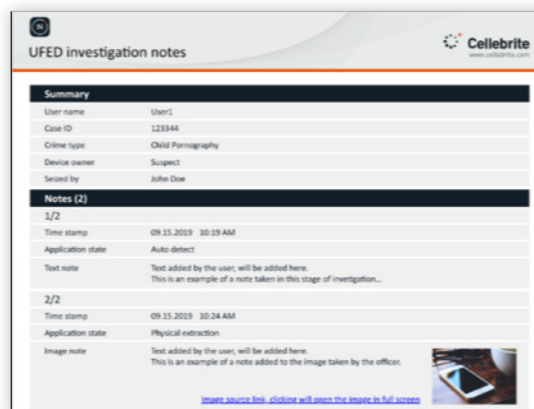 IN
UFED investigation notes
Cellebrite
www.cellebrite.com
Summary
User name User1
Case ID 123344
Crime type Child Pornography
Device owner Suspect
Seized by John Doe
Notes (2)
1/2
Time stamp 09.15.2019 10:19 AM
Application state Auto detect
Text note Text added by the user, will be added here.
This is an example of a note taken in this stage of invetigation...
2/2
Time stamp 09.15.2019 10:24 AM
Application state Physical extraction
Image note Text added by the user, will be added here.
This is an example of a note added to the image taken by the officer.
Image source link, clicking will open the image in full screen